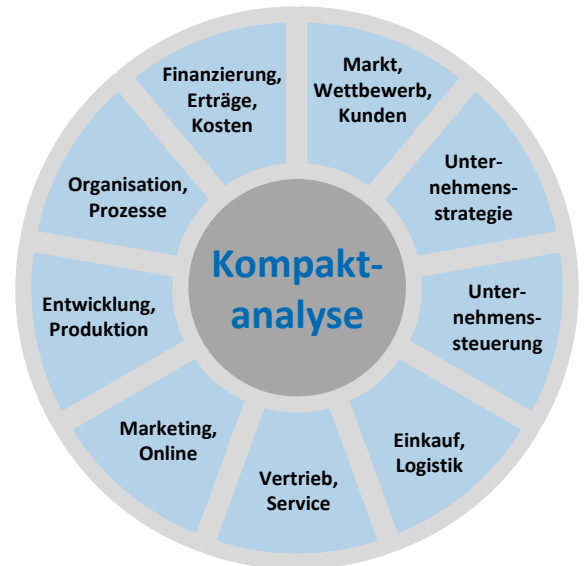 Finanzierung,
Erträge,
Kosten
Markt,
Wettbewerb,
Kunden
Unter-
nehmens-
strategie
Unter-
nehmens-
steuerung
Einkauf,
Logistik
Vertrieb,
Service
Marketing,
Online
Entwicklung,
Produktion
Organisation,
Prozesse
Kompakt-
analyse